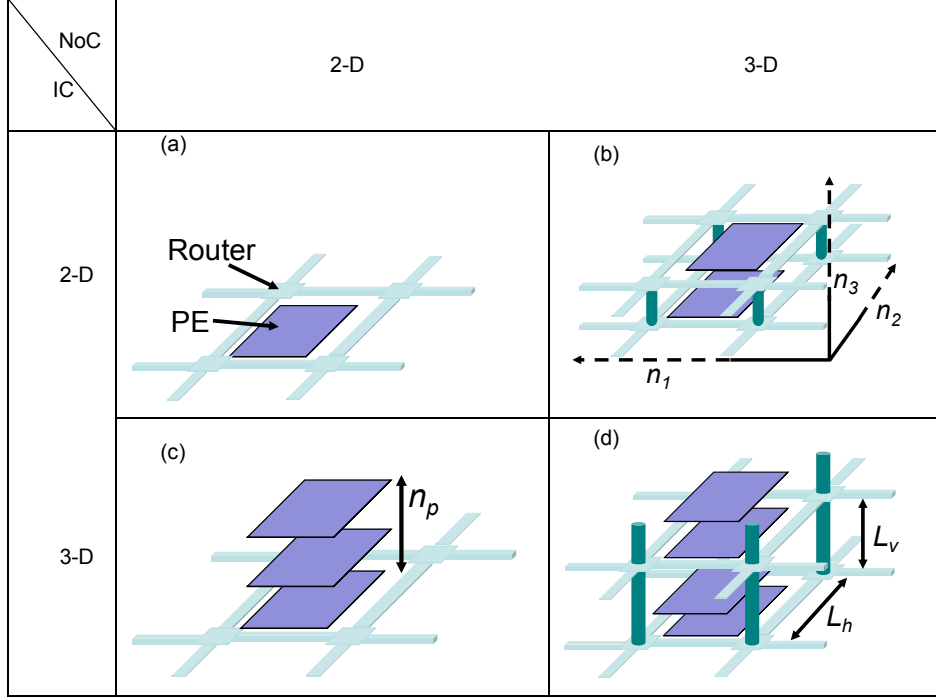 NoC
IC
2-D
3-D
2-D
(a)
Router
PE
(b)
n3
n2
n1
3-D
(c)
np
(d)
Lv
Lh